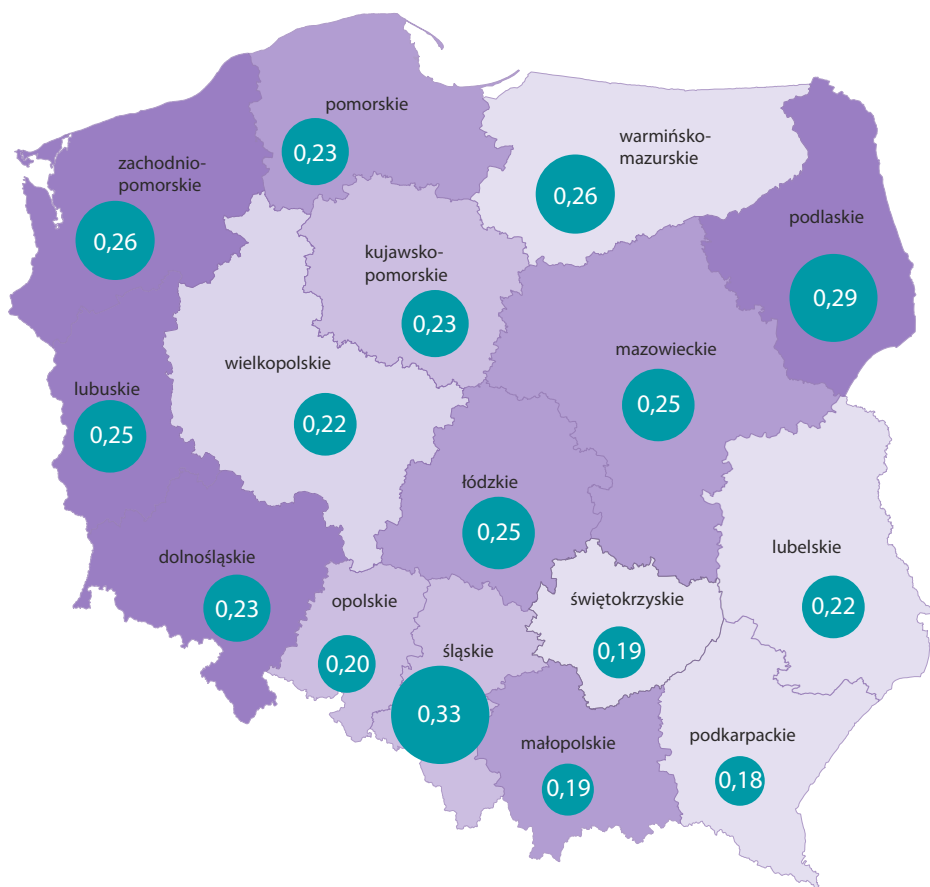 pomorskie
0,23
warmińsko-
mazurskie
0,26
zachodnio-
pomorskie
0,26
podlaskie
0,29
kujawsko-
pomorskie
0,23
mazowieckie
0,25
wielkopolskie
0,22
lubuskie
0,25
łódzkie
0,25
lubelskie
0,22
dolnośląskie
0,23
opolskie
0,20
świętokrzyskie
0,19
śląskie
0,33
małopolskie
0,19
podkarpackie
0,18